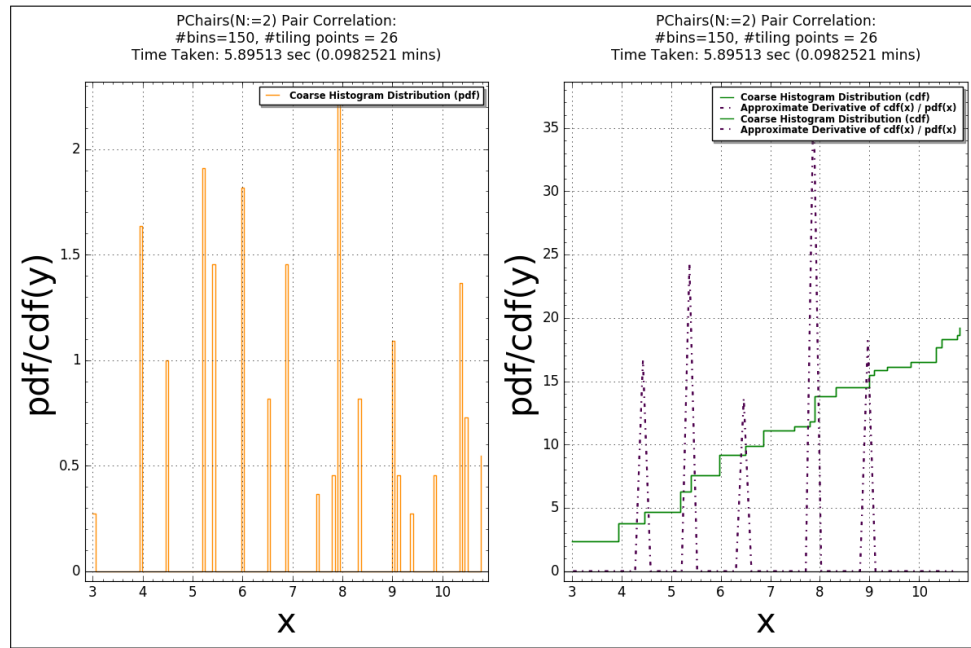 PChairs(N:=2) Pair Correlation:
#bins=150, #tiling points = 26
Time Taken: 5.89513 sec (0.0982521 mins)
Coarse Histogram Distribution (pdf)
pdf/cdf(y)
2
1.5
1
0.5
0
3 4 5 6 7 8 9 10
x
PChairs(N:=2) Pair Correlation:
#bins=150, #tiling points = 26
Time Taken: 5.89513 sec (0.0982521 mins)
Coarse Histogram Distribution (cdf)
Approximate Derivative of cdf(x) / pdf(x)
Coarse Histogram Distribution (cdf)
Approximate Derivative of cdf(x) / pdf(x)
pdf/cdf(y)
35
30
25
20
15
10
5
0
3 4 5 6 7 8 9 10
x